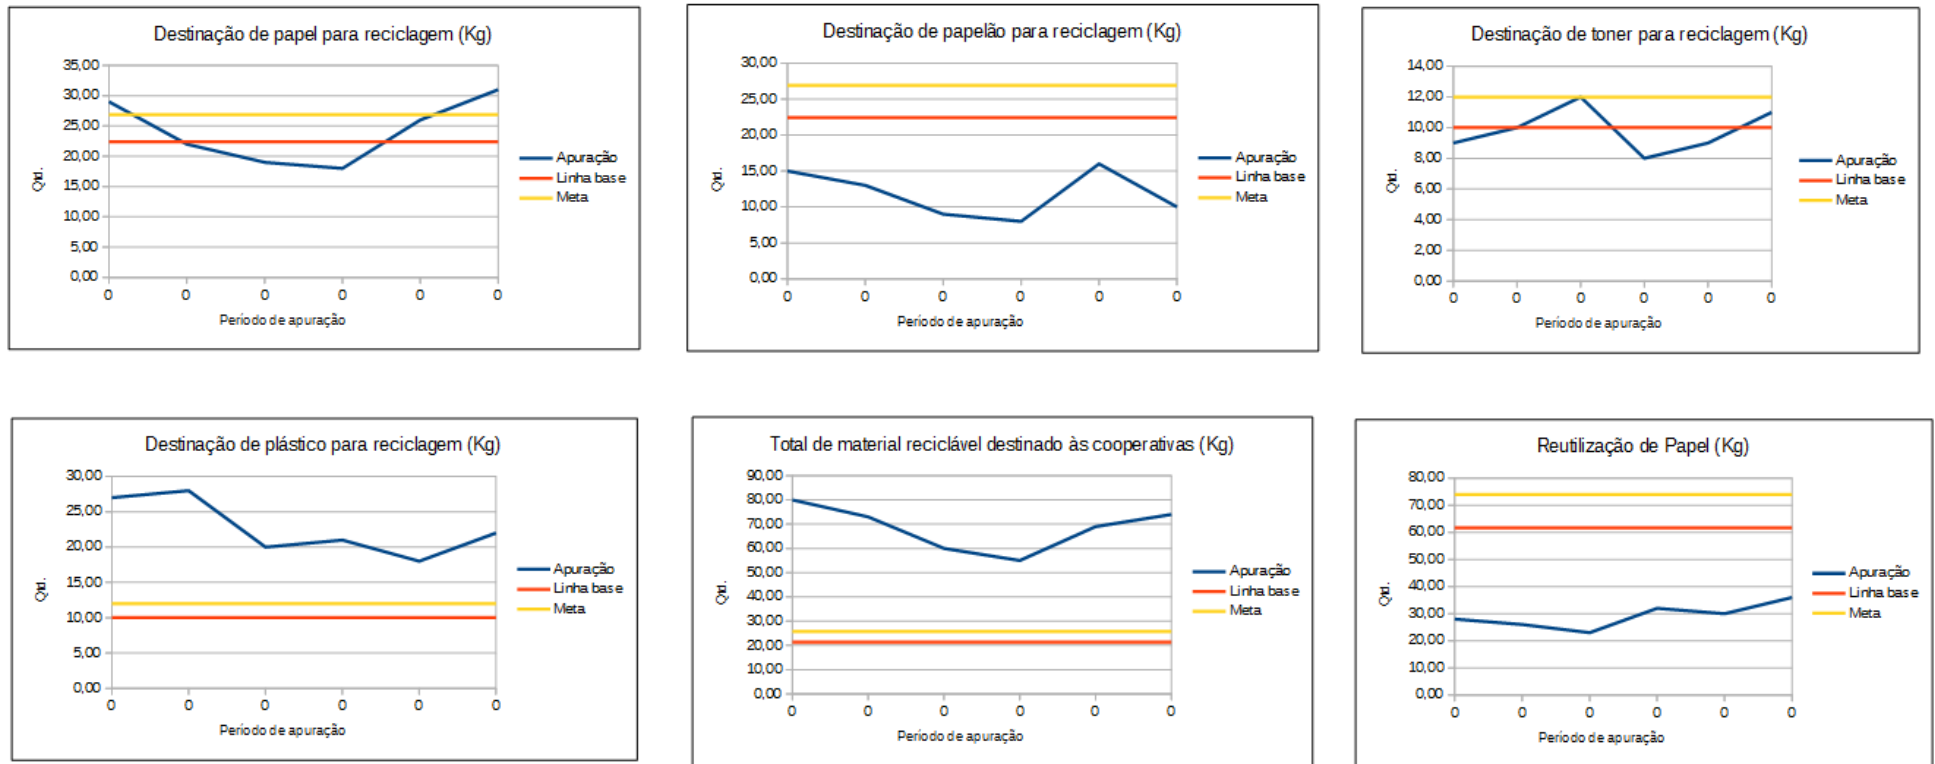 Destinação de papel para reciclagem (Kg)
35,00
30,00
25,00
20,00
15,00
10,00
5,00
0,00
Qtd.
0 0 0 0 0 0
Período de apuração
Apuração
Linha base
Meta
Destinação de papelão para reciclagem (Kg)
30,00
25,00
20,00
15,00
10,00
5,00
0,00
Qtd.
0 0 0 0 0 0
Período de apuração
Apuração
Linha base
Meta
Destinação de toner para reciclagem (Kg)
14,00
12,00
10,00
8,00
6,00
4,00
2,00
0,00
Qtd.
0 0 0 0 0 0
Período de apuração
Apuração
Linha base
Meta
Destinação de plástico para reciclagem (Kg)
30,00
25,00
20,00
15,00
10,00
5,00
0,00
Qtd.
0 0 0 0 0 0
Período de apuração
Apuração
Linha base
Meta
Total de material reciclável destinado às cooperativas (Kg)
90,00
80,00
70,00
60,00
50,00
40,00
30,00
20,00
10,00
0,00
Qtd.
0 0 0 0 0 0
Período de apuração
Apuração
Linha base
Meta
Reutilização de Papel (Kg)
80,00
70,00
60,00
50,00
40,00
30,00
20,00
10,00
0,00
Qtd.
0 0 0 0 0 0
Período de apuração
Apuração
Linha base
Meta